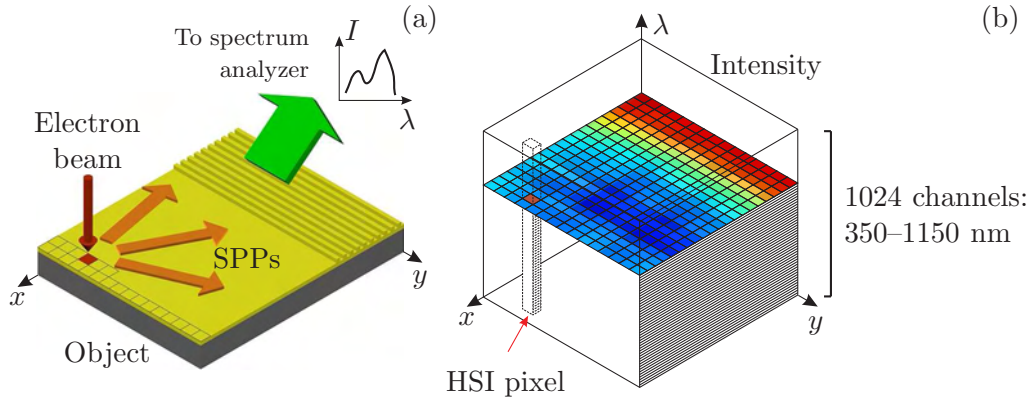 (a)
To spectrum
analyzer
I
λ
Electron
beam
SPPs
x
y
Object
(b)
λ
Intensity
1024 channels:
350–1150 nm
x
y
HSI pixel